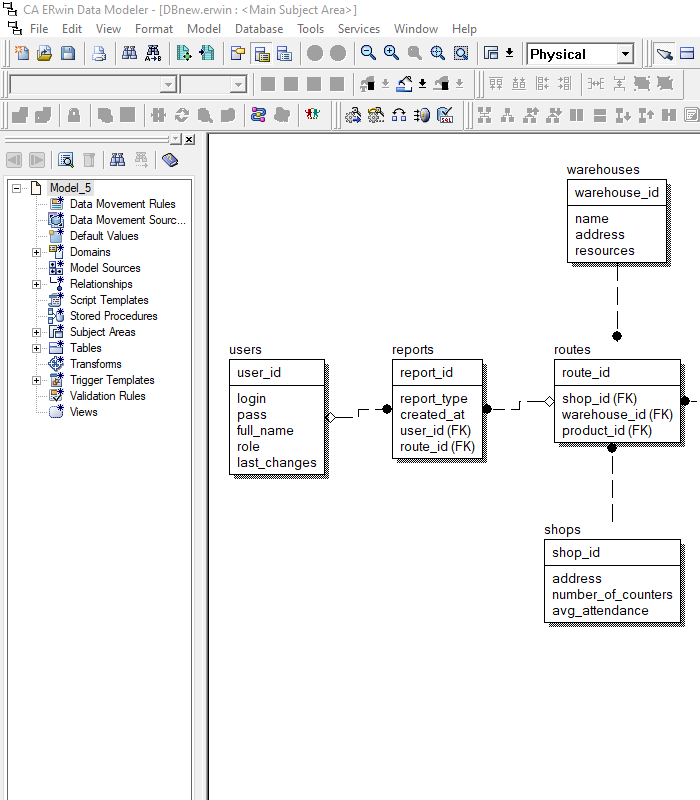 CA ERwin Data Modeler - [DBnew.erwin : <Main Subject Area>]
File Edit View Format Model Database Tools Services Window Help
Physical
Model_5
Data Movement Rules
Data Movement Sourc...
Default Values
Domains
Model Sources
Relationships
Script Templates
Stored Procedures
Subject Areas
Tables
Transforms
Trigger Templates
Validation Rules
Views
warehouses
warehouse_id
name
address
resources
users
user_id
login
pass
full_name
role
last_changes
reports
report_id
report_type
created_at
user_id (FK)
route_id (FK)
routes
route_id
shop_id (FK)
warehouse_id (FK)
product_id (FK)
shops
shop_id
address
number_of_counters
avg_attendance